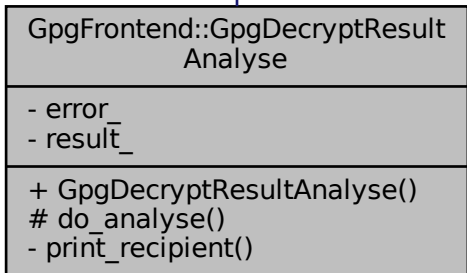 GpgFrontend::GpgDecryptResult
Analyse
- error_
- result_
+ GpgDecryptResultAnalyse()
# do_analyse()
- print_recipient()